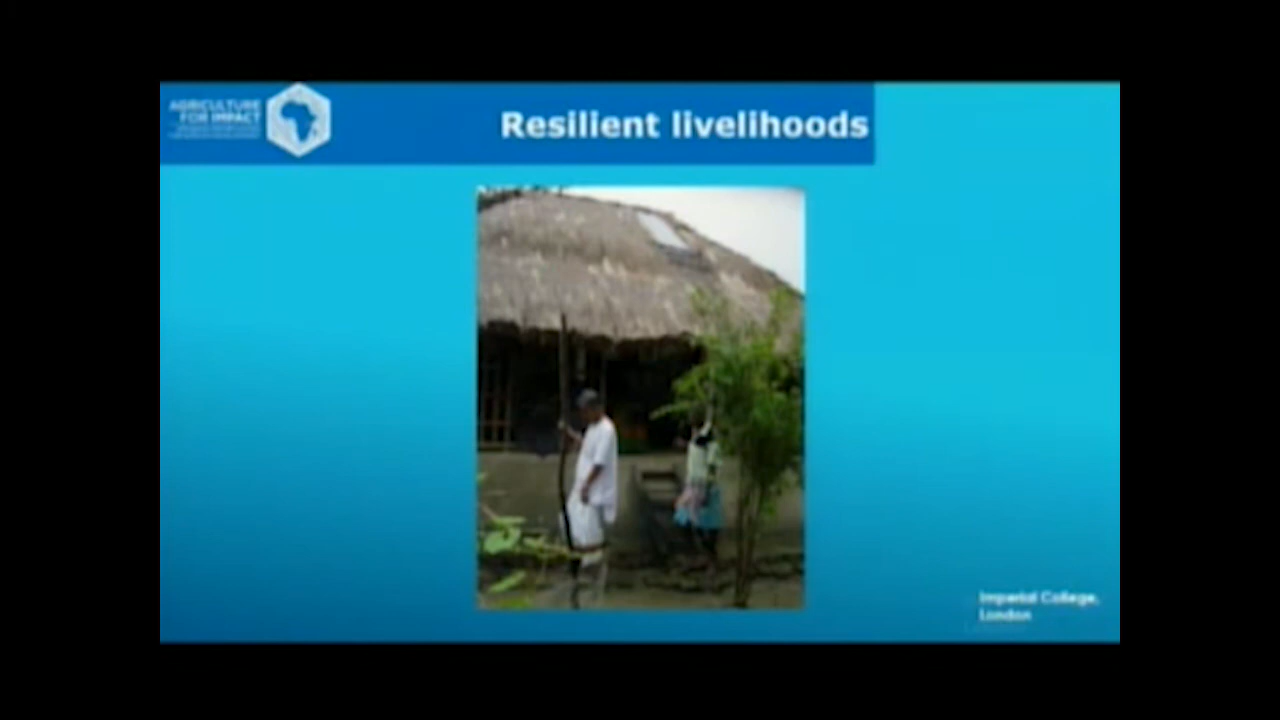 AGRICULTURE
FOR IMPACT
Resilient livelihoods
Imperial College,
London